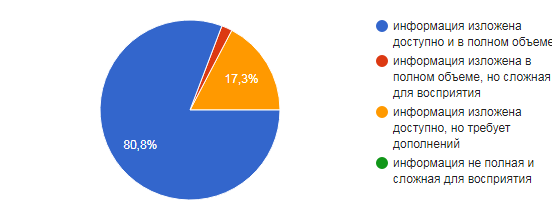 информация изложена
доступно и в полном объеме
информация изложена в
полном объеме, но сложная
для восприятия
17,3%
информация изложена
доступно, но требует
дополнений
80,8%
информация не полная и
сложная для восприятия